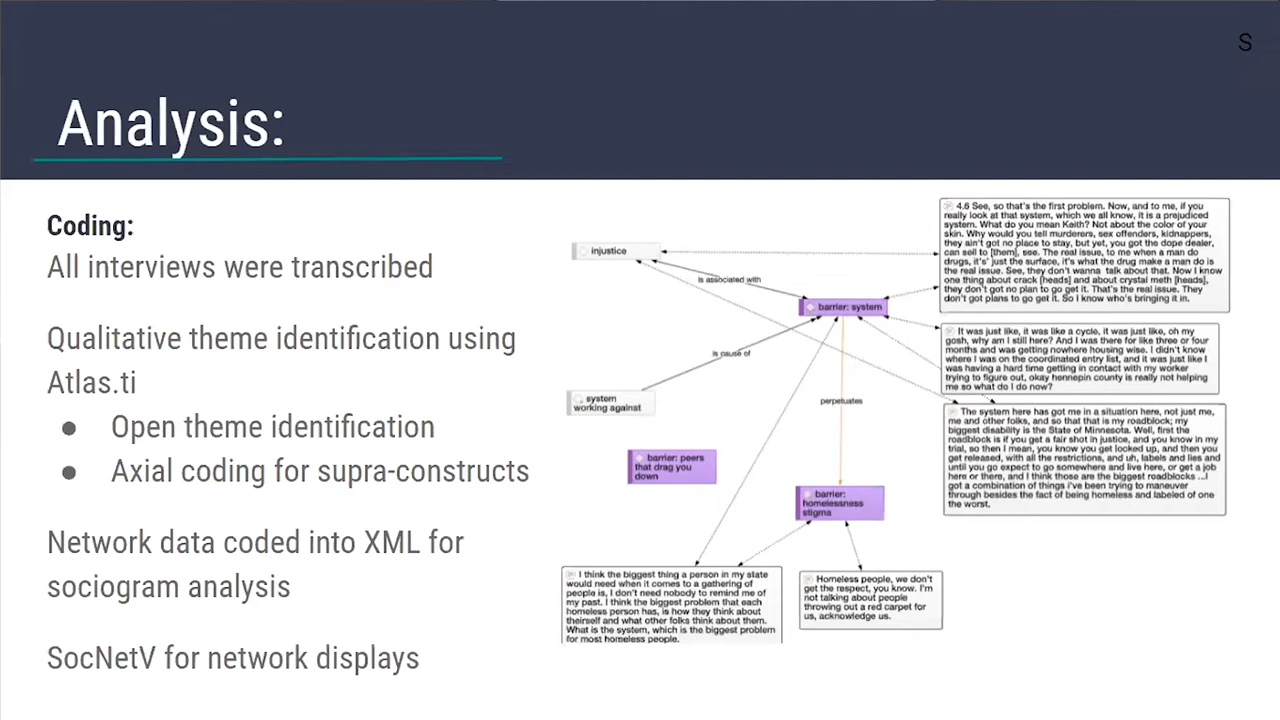 S
Analysis:
Coding:
All interviews were transcribed
Qualitative theme identification using
Atlas.ti
● Open theme identification
● Axial coding for supra-constructs
Network data coded into XML for
sociogram analysis
SocNetV for network displays
injustice
is associated with
barrier: system
is cause of
system
working against
perpetuates
barrier: peers
that drag you
down
barrier:
homelessness
stigma
4.6 See, so that's the first problem. Now, and to me, if you
really look at that system, which we all know, it is a prejudiced
system. What do you mean Keith? Not about the color of your
skin. Why would you tell murderers, sex offenders, kidnappers,
they ain't got no place to stay, but yet, you got the dope dealer,
can sell to [them], see. The real issue, to me when a man do
drugs, it's' just the surface, it's what the drug make a man do is
the real issue. See, they don't wanna talk about that. Now I know
one thing about crack [heads] and about crystal meth [heads],
they don't got no plan to go get it. That's the real issue. They
don't got plans to go get it. So I know who's bringing it in.
It was just like, it was like a cycle, it was just like, oh my
gosh, why am I still here? And I was there for like three or four
months and was getting nowhere housing wise. I didn't know
where I was on the coordinated entry list, and it was just like I
was having a hard time getting in contact with my worker
trying to figure out, okay hennepin county is really not helping
me so what do I do now?
The system here has got me in a situation here, not just me,
me and other folks, and so that that is my roadblock; my
biggest disability is the State of Minnesota. Well, first the
roadblock is if you get a fair shot in justice, and you know in my
trial, so then I mean, you know you get locked up, and then you
get released, with all the restrictions, and uh, labels and lies and
until you go expect to go somewhere and live here, or get a job
here or there, and I think those are the biggest roadblocks ...I
got a combination of things i've been trying to maneuver
through besides the fact of being homeless and labeled of one
the worst.
I think the biggest thing a person in my state
would need when it comes to a gathering of
people is, I don't need nobody to remind me of
my past. I think the biggest problem that each
homeless person has, is how they think about
theirself and what other folks think about them.
What is the system, which is the biggest problem
for most homeless people.
Homeless people, we don't
get the respect, you know. I'm
not talking about people
throwing out a red carpet for
us, acknowledge us.